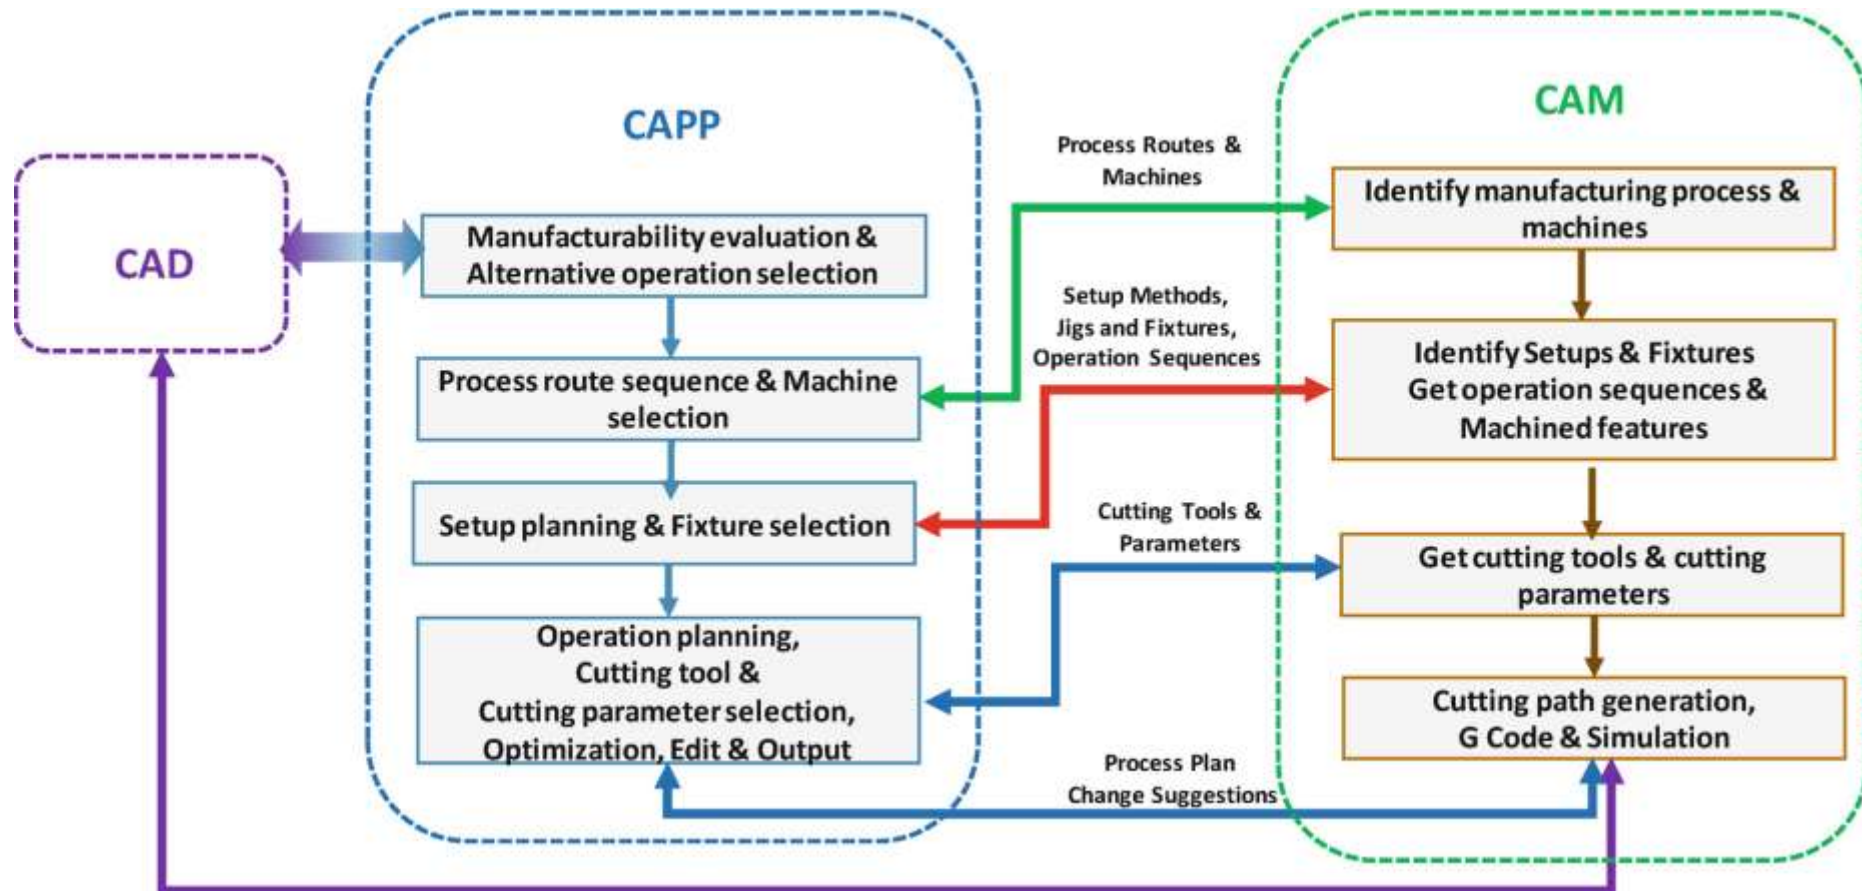 CAD
CAPP
Manufacturability evaluation &
Alternative operation selection
Process route sequence & Machine
selection
Setup planning & Fixture selection
Operation planning,
Cutting tool &
Cutting parameter selection,
Optimization, Edit & Output
Process Routes &
Machines
Setup Methods,
Jigs and Fixtures,
Operation Sequences
Cutting Tools &
Parameters
Process Plan
Change Suggestions
CAM
Identify manufacturing process &
machines
Identify Setups & Fixtures
Get operation sequences &
Machined features
Get cutting tools & cutting
parameters
Cutting path generation,
G Code & Simulation